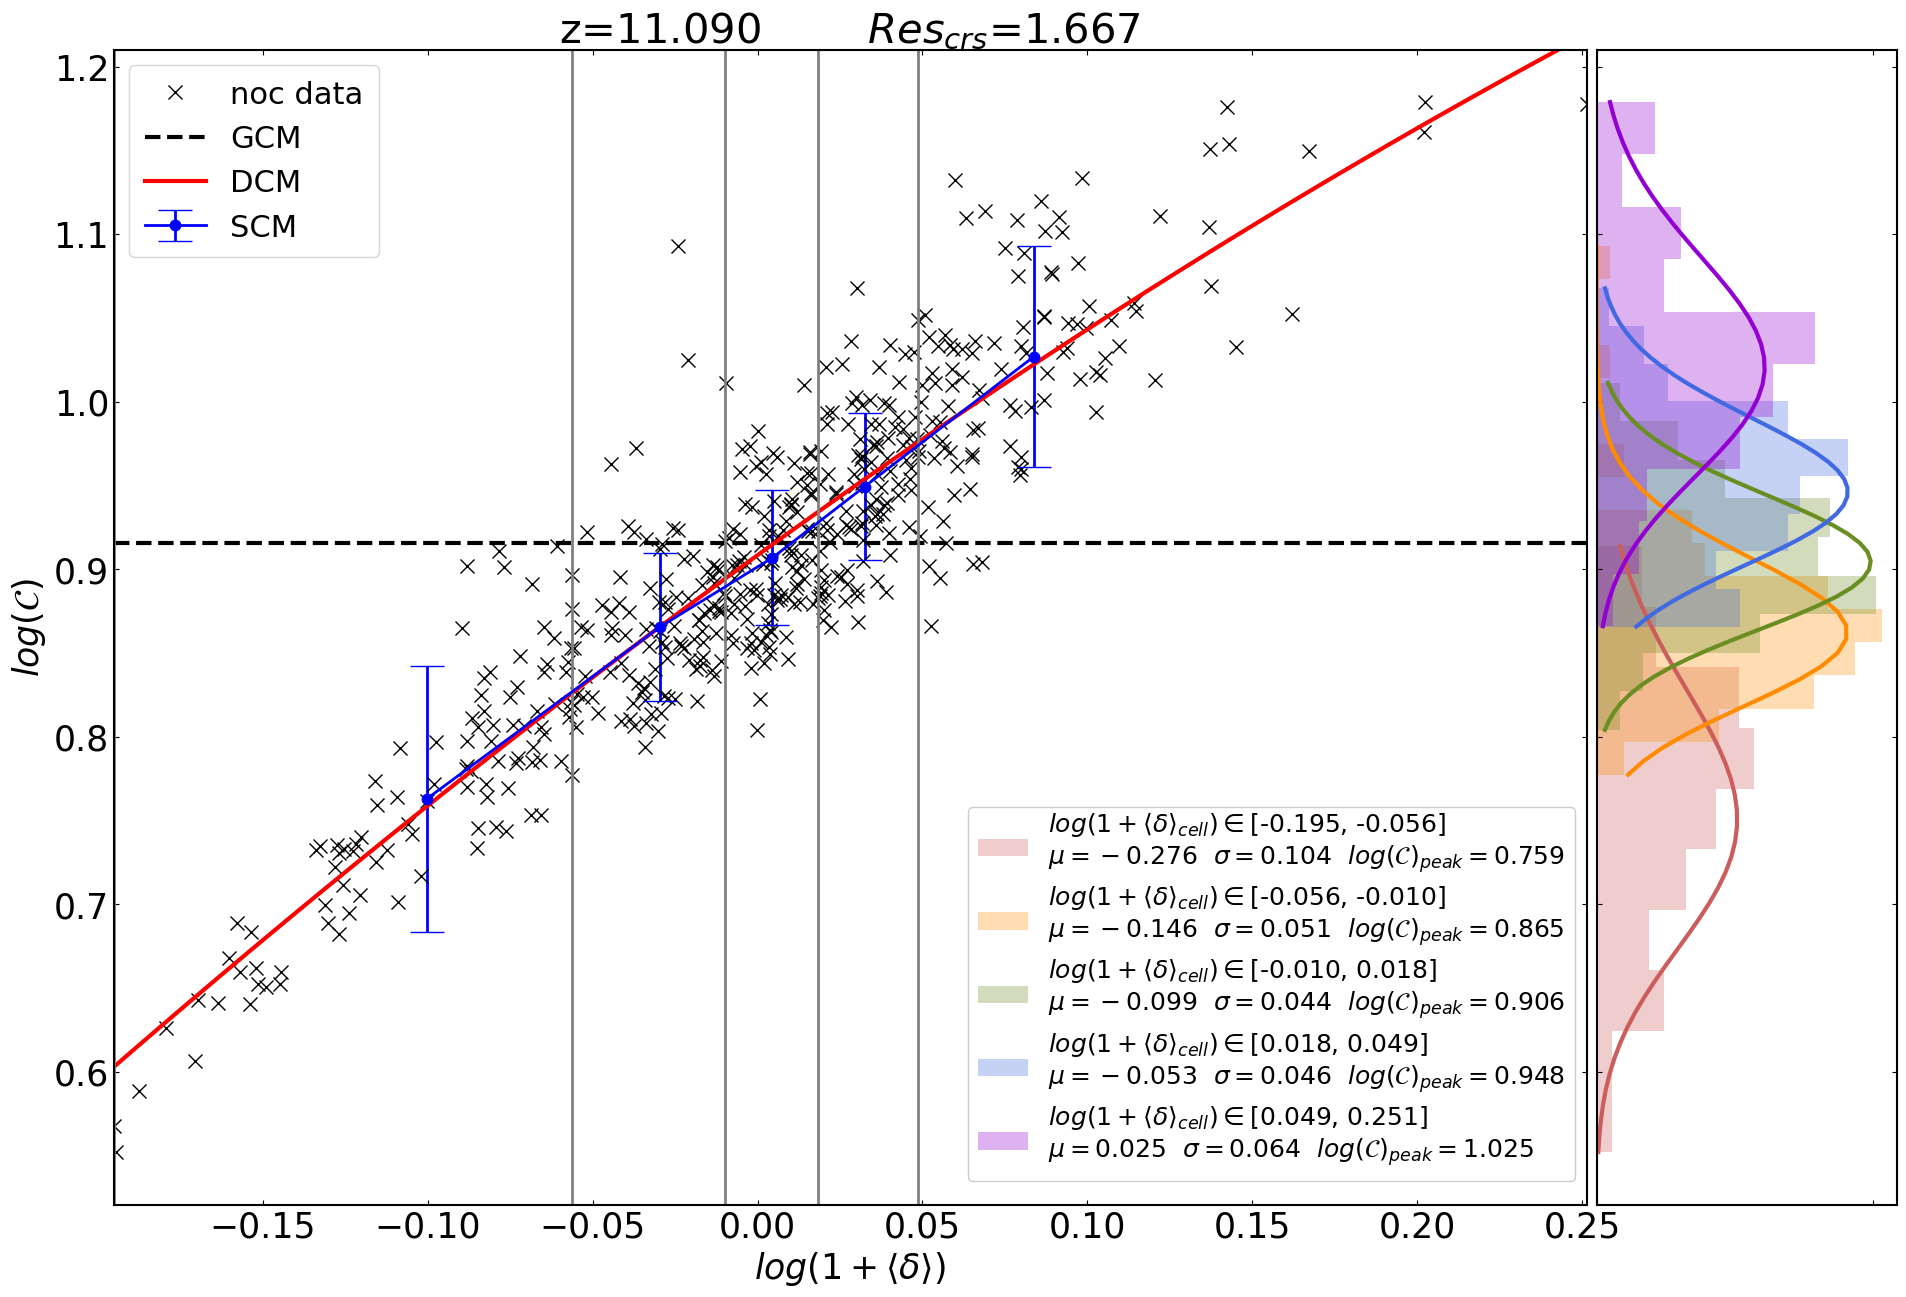 z=11.090 Res_crs=1.667
1.2
1.1
1.0
0.9
0.8
0.7
0.6
log(𝒞)
noc data
GCM
DCM
SCM
log(1 + ⟨δ⟩_cell) ∈ [-0.195, -0.056]
μ = −0.276 σ = 0.104 log(𝒞)_peak = 0.759
log(1 + ⟨δ⟩_cell) ∈ [-0.056, -0.010]
μ = −0.146 σ = 0.051 log(𝒞)_peak = 0.865
log(1 + ⟨δ⟩_cell) ∈ [-0.010, 0.018]
μ = −0.099 σ = 0.044 log(𝒞)_peak = 0.906
log(1 + ⟨δ⟩_cell) ∈ [0.018, 0.049]
μ = −0.053 σ = 0.046 log(𝒞)_peak = 0.948
log(1 + ⟨δ⟩_cell) ∈ [0.049, 0.251]
μ = 0.025 σ = 0.064 log(𝒞)_peak = 1.025
−0.15 −0.10 −0.05 0.00 0.05 0.10 0.15 0.20 0.25
log(1 + ⟨δ⟩)